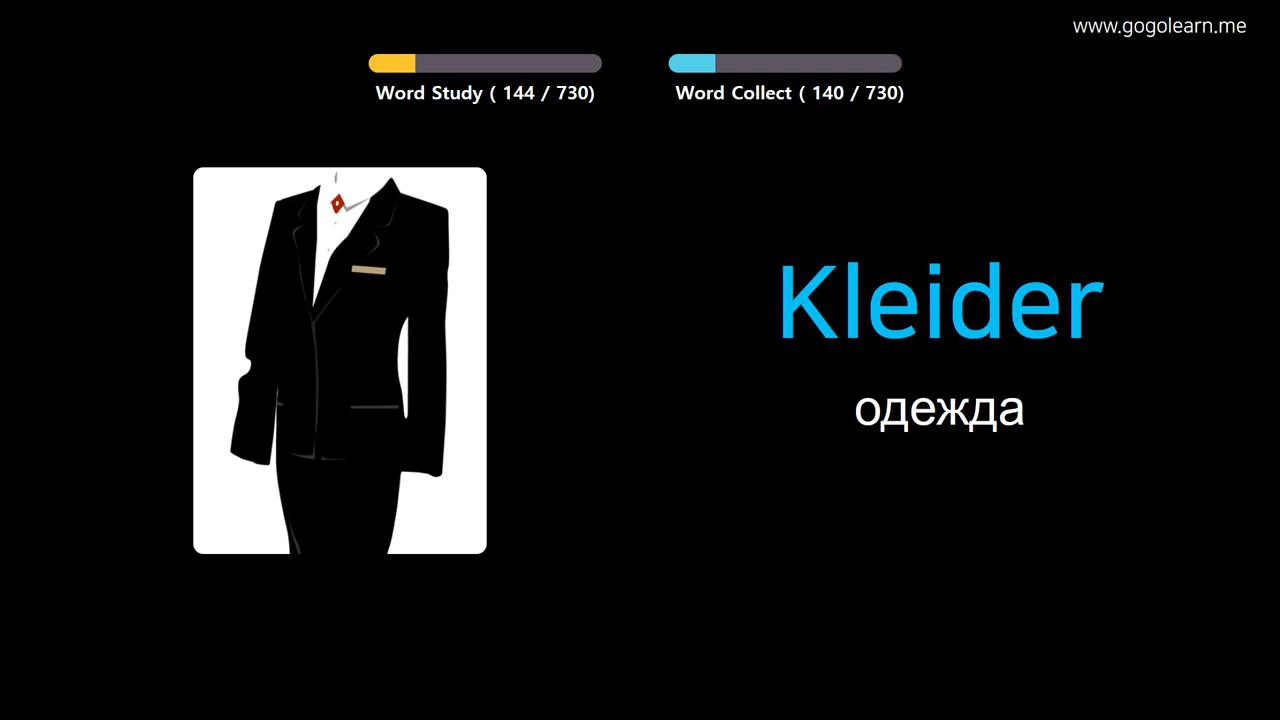 www.gogolearn.me
Word Study ( 144 / 730)
Word Collect ( 140 / 730)
Kleider
одежда